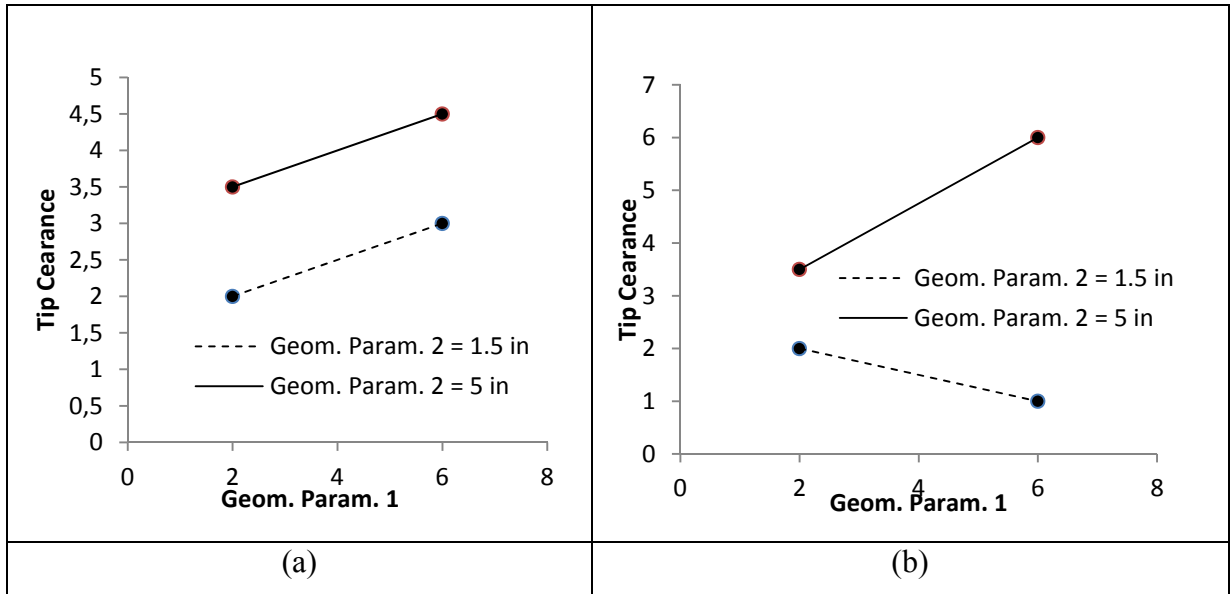 5
4,5
4
3,5
3
2,5
2
1,5
1
0,5
0
0 2 4 6 8
Tip Cearance
Geom. Param. 1
Geom. Param. 2 = 1.5 in
Geom. Param. 2 = 5 in
(a)
7
6
5
4
3
2
1
0
0 2 4 6 8
Tip Cearance
Geom. Param. 1
Geom. Param. 2 = 1.5 in
Geom. Param. 2 = 5 in
(b)